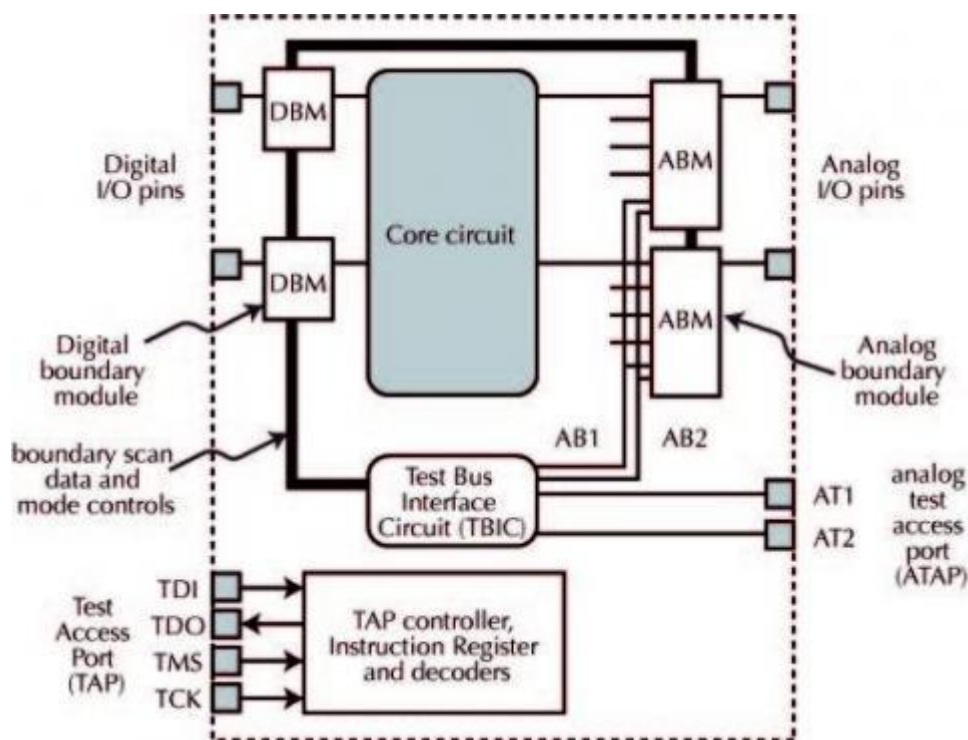 DBM
ABM
Digital
I/O pins
Analog
I/O pins
Core circuit
DBM
ABM
Digital
boundary
module
Analog
boundary
module
boundary scan
data and
mode controls
AB1
AB2
Test Bus
Interface
Circuit (TBIC)
AT1
AT2
analog
test
access
port
(ATAP)
Test
Access
Port
(TAP)
TDI
TDO
TMS
TCK
TAP controller,
Instruction Register
and decoders